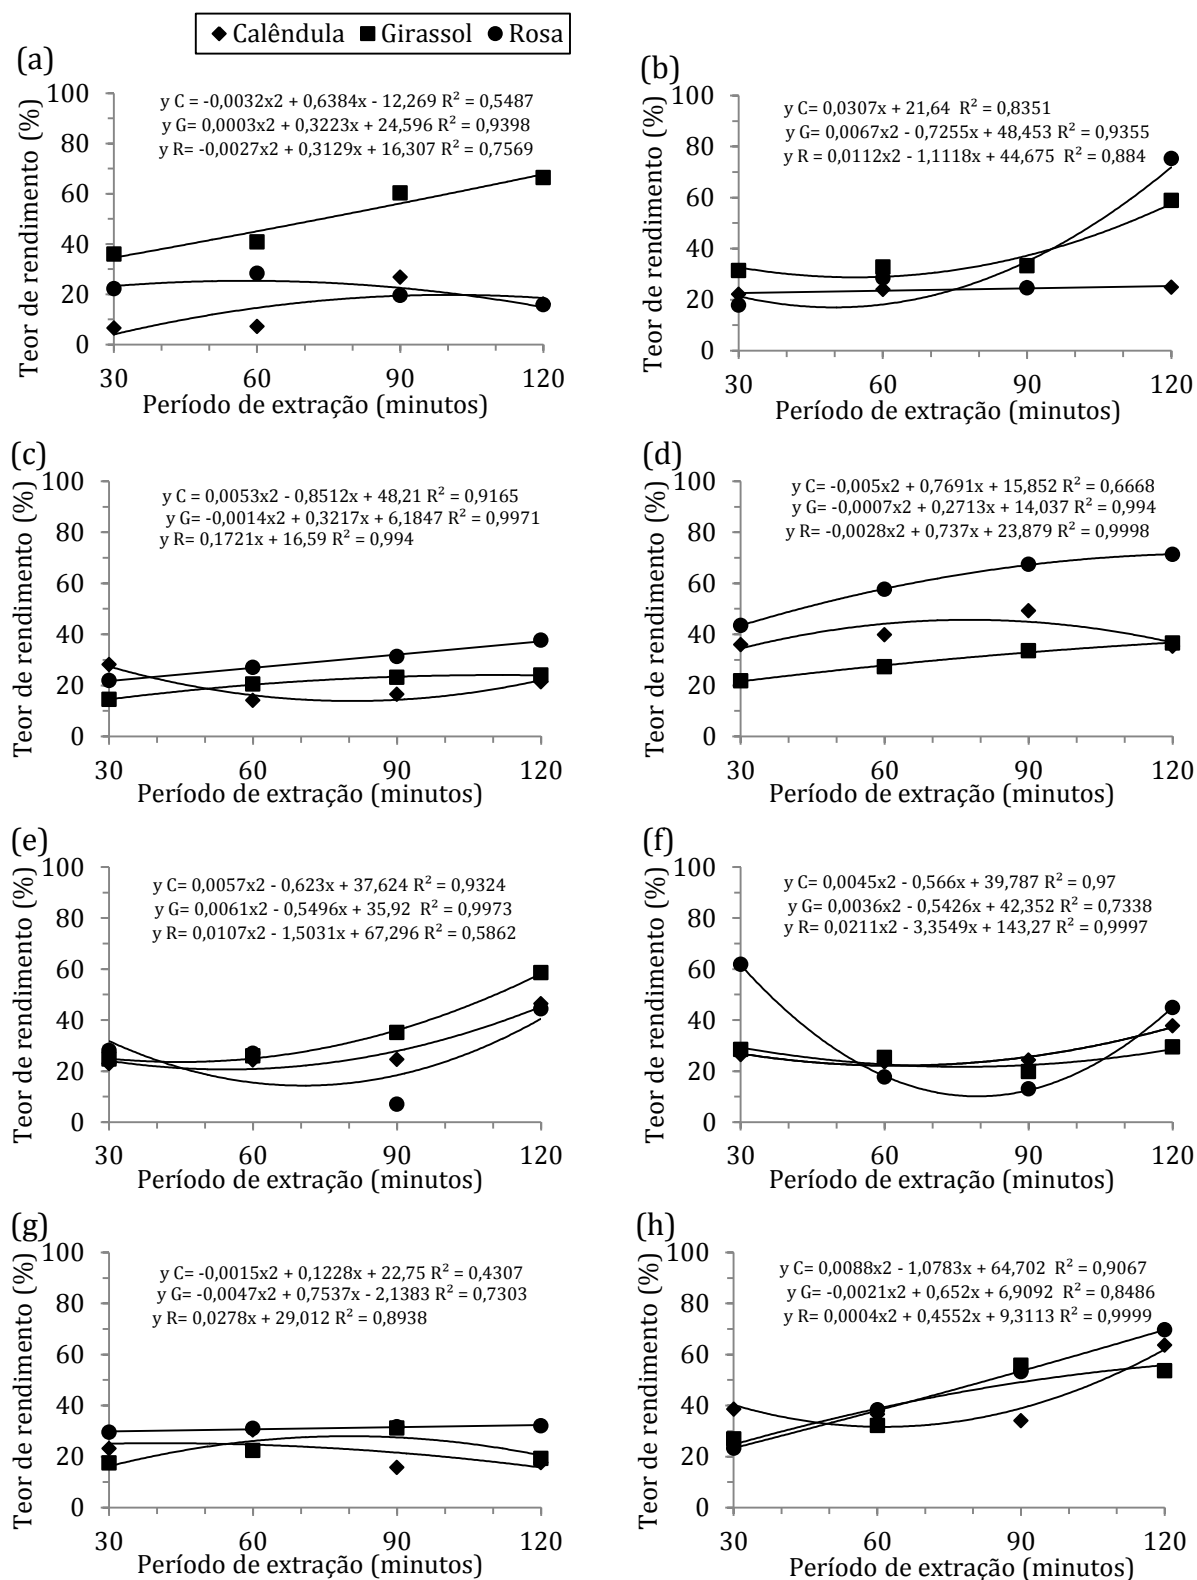 Calêndula Girassol Rosa
(a)
y C = -0,0032x2 + 0,6384x - 12,269 R² = 0,5487
y G= 0,0003x2 + 0,3223x + 24,596 R² = 0,9398
y R= -0,0027x2 + 0,3129x + 16,307 R² = 0,7569
Teor de rendimento (%)
100
80
60
40
20
0
30 60 90 120
Período de extração (minutos)
(b)
y C= 0,0307x + 21,64 R² = 0,8351
y G= 0,0067x2 - 0,7255x + 48,453 R² = 0,9355
y R = 0,0112x2 - 1,1118x + 44,675 R² = 0,884
Teor de rendimento (%)
100
80
60
40
20
0
30 60 90 120
Período de extração (minutos)
(c)
y C = 0,0053x2 - 0,8512x + 48,21 R² = 0,9165
y G= -0,0014x2 + 0,3217x + 6,1847 R² = 0,9971
y R= 0,1721x + 16,59 R² = 0,994
Teor de rendimento (%)
100
80
60
40
20
0
30 60 90 120
Período de extração (minutos)
(d)
y C= -0,005x2 + 0,7691x + 15,852 R² = 0,6668
y G= -0,0007x2 + 0,2713x + 14,037 R² = 0,994
y R= -0,0028x2 + 0,737x + 23,879 R² = 0,9998
Teor de rendimento (%)
100
80
60
40
20
0
30 60 90 120
Período de extração (minutos)
(e)
y C= 0,0057x2 - 0,623x + 37,624 R² = 0,9324
y G= 0,0061x2 - 0,5496x + 35,92 R² = 0,9973
y R= 0,0107x2 - 1,5031x + 67,296 R² = 0,5862
Teor de rendimento (%)
100
80
60
40
20
0
30 60 90 120
Período de extração (minutos)
(f)
y C= 0,0045x2 - 0,566x + 39,787 R² = 0,97
y G= 0,0036x2 - 0,5426x + 42,352 R² = 0,7338
y R= 0,0211x2 - 3,3549x + 143,27 R² = 0,9997
Teor de rendimento (%)
100
80
60
40
20
0
30 60 90 120
Período de extração (minutos)
(g)
y C= -0,0015x2 + 0,1228x + 22,75 R² = 0,4307
y G= -0,0047x2 + 0,7537x - 2,1383 R² = 0,7303
y R= 0,0278x + 29,012 R² = 0,8938
Teor de rendimento (%)
100
80
60
40
20
0
30 60 90 120
Período de extração (minutos)
(h)
y C= 0,0088x2 - 1,0783x + 64,702 R² = 0,9067
y G= -0,0021x2 + 0,652x + 6,9092 R² = 0,8486
y R= 0,0004x2 + 0,4552x + 9,3113 R² = 0,9999
Teor de rendimento (%)
100
80
60
40
20
0
30 60 90 120
Período de extração (minutos)